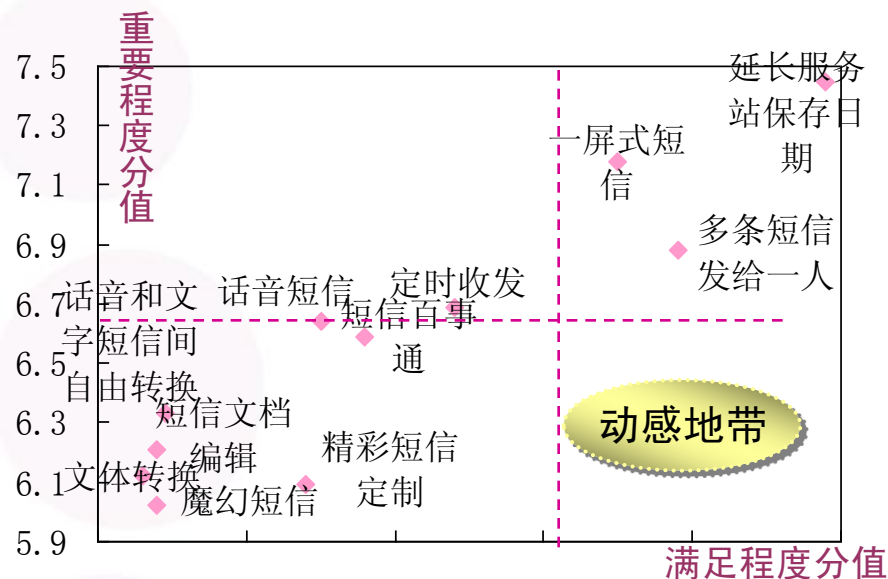 重要程度分值
7.5
7.3
7.1
6.9
6.7
6.5
6.3
6.1
5.9
延长服务
站保存日
期
一屏式短
信
多条短信
发给一人
话音和文
字短信间
自由转换
话音短信
定时收发
短信百事
通
短信文档
编辑
文体转换
魔幻短信
精彩短信
定制
动感地带
满足程度分值